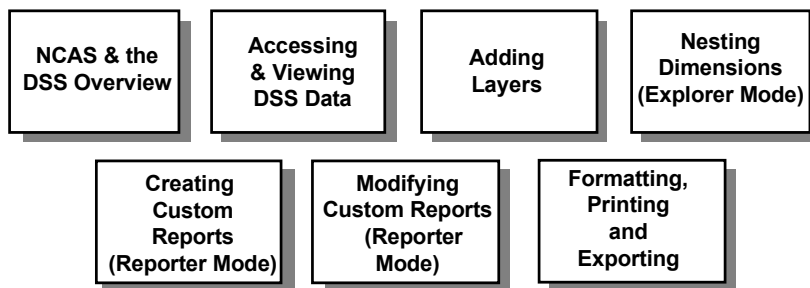 NCAS & the
DSS Overview
Accessing
& Viewing
DSS Data
Adding
Layers
Nesting
Dimensions
(Explorer Mode)
Creating
Custom
Reports
(Reporter Mode)
Modifying
Custom Reports
(Reporter
Mode)
Formatting,
Printing
and
Exporting